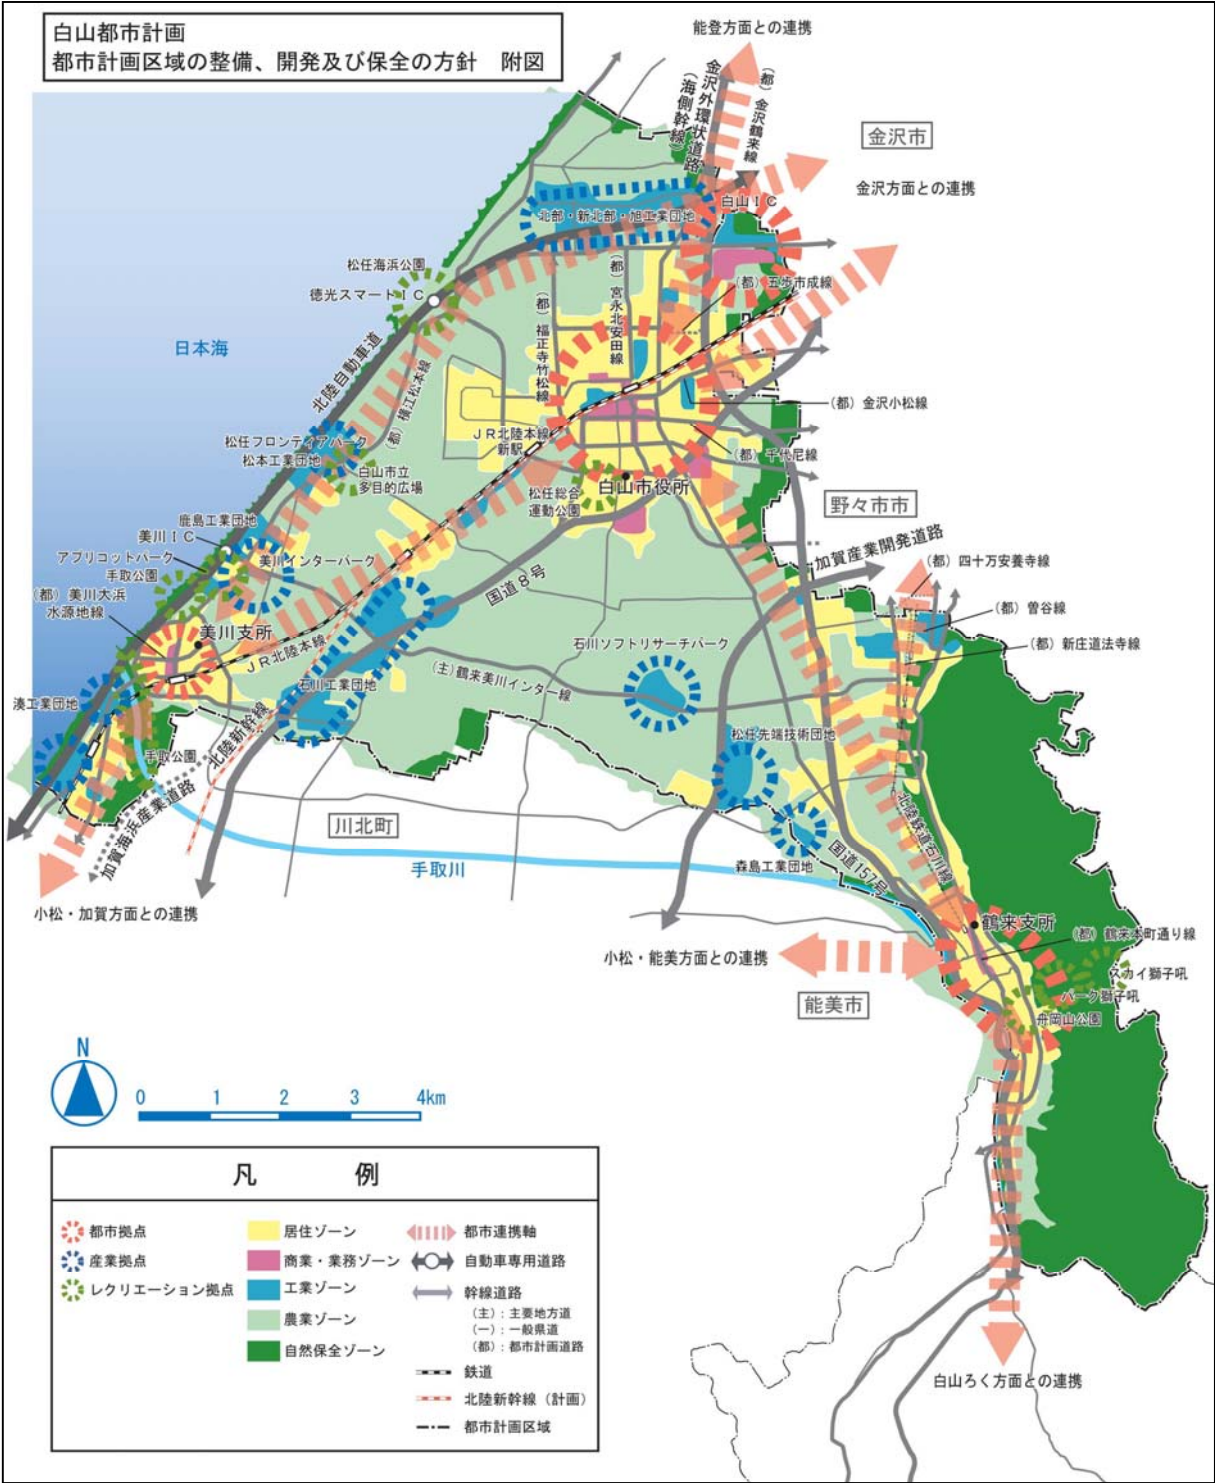 白山都市計画
都市計画区域の整備、開発及び保全の方針　附図
能登方面との連携
金沢外環状道路
（海側幹線）
（都）金沢鶴来線
金沢市
金沢方面との連携
白山ＩＣ
北部・新北部・旭工業団地
松任海浜公園
徳光スマートＩＣ
（都）五歩市成線
（都）宮永北安田線
（都）福正寺竹松線
日本海
北陸自動車道
（都）横江松本線
（都）金沢小松線
ＪＲ北陸本線
新駅
（都）千代尼線
松任フロンティアパーク
松本工業団地
白山市立
多目的広場
松任総合
運動公園
白山市役所
野々市市
鹿島工業団地
美川ＩＣ
アプリコットパーク
手取公園
美川インターパーク
（都）美川大浜
水源地線
加賀産業開発道路
（都）四十万安養寺線
（都）曽谷線
（都）新庄道法寺線
国道８号
美川支所
ＪＲ北陸本線
石川ソフトリサーチパーク
（主）鶴来美川インター線
石川工業団地
湊工業団地
手取公園
北陸新幹線
加賀海浜産業道路
松任先端技術団地
北陸鉄道石川線
川北町
手取川
森島工業団地
国道157号
小松・加賀方面との連携
鶴来支所
（都）鶴来本町通り線
小松・能美方面との連携
スカイ獅子吼
パーク獅子吼
舟岡山公園
能美市
N
0 1 2 3 4km
凡　例
都市拠点
産業拠点
レクリエーション拠点
居住ゾーン
商業・業務ゾーン
工業ゾーン
農業ゾーン
自然保全ゾーン
都市連携軸
自動車専用道路
幹線道路
（主）：主要地方道
（一）：一般県道
（都）：都市計画道路
鉄道
北陸新幹線（計画）
都市計画区域
白山ろく方面との連携